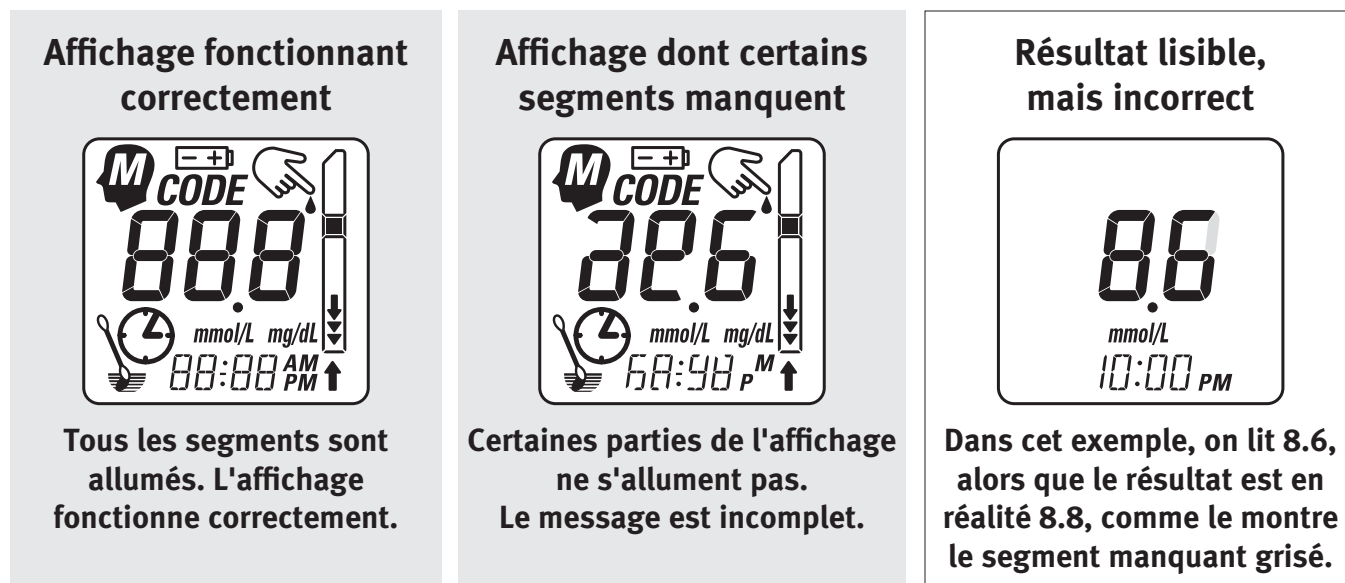 Affichage fonctionnant
correctement
M
CODE
88.8
mmol/L mg/dL
88:88 AM
PM
Tous les segments sont
allumés. L'affichage
fonctionne correctement.
Affichage dont certains
segments manquent
M
CODE
mmol/L mg/dL
P M
Certaines parties de l'affichage
ne s'allument pas.
Le message est incomplet.
Résultat lisible,
mais incorrect
8.6
mmol/L
10:00 PM
Dans cet exemple, on lit 8.6,
alors que le résultat est en
réalité 8.8, comme le montre
le segment manquant grisé.